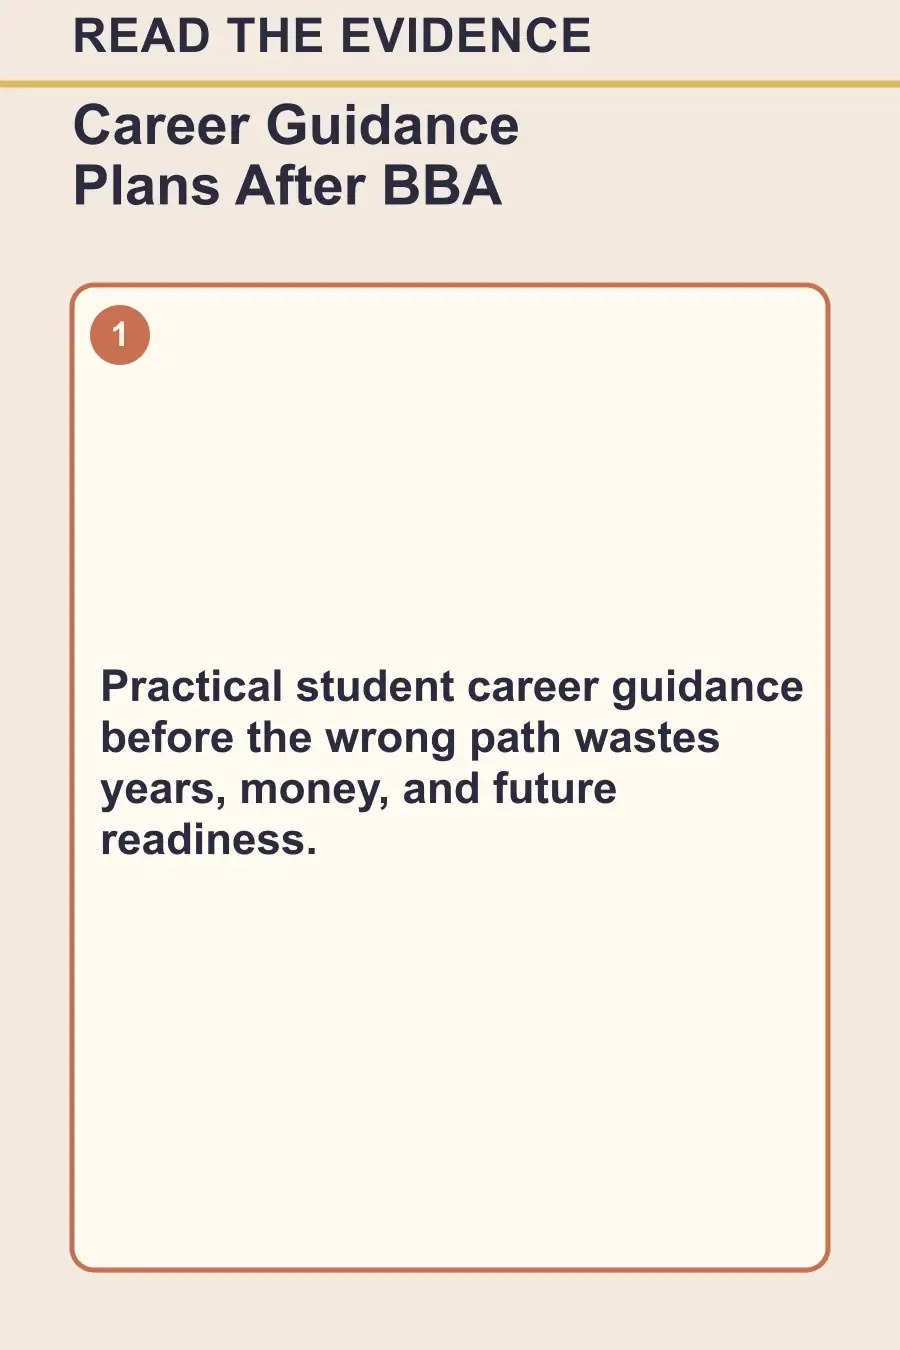 READ THE EVIDENCE
Career Guidance
Plans After BBA
1
Practical student career guidance
before the wrong path wastes
years, money, and future
readiness.